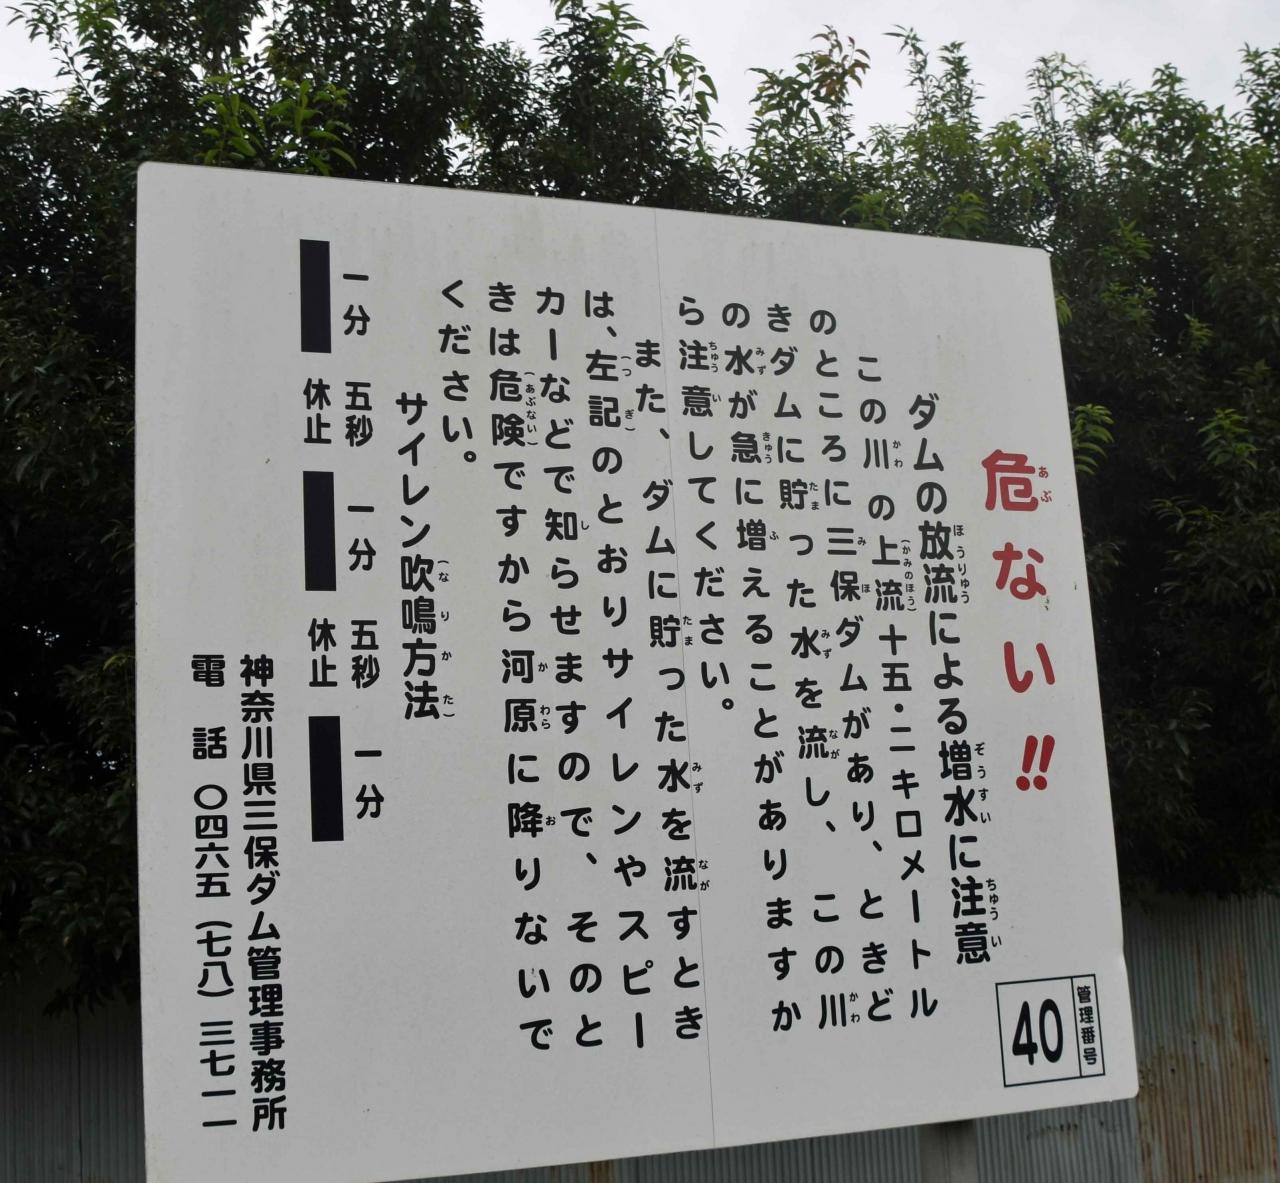 危ない!!
ダムの放流による増水に注意
この川の上流十五・二キロメートル
のところに三保ダムがあり、ときど
きダムに貯った水を流し、この川
の水が急に増えることがありますか
ら注意してください。
また、ダムに貯った水を流すとき
は、左記のとおりサイレンやスピー
カーなどで知らせますので、そのと
きは危険ですから河原に降りないで
ください。
サイレン吹鳴方法
一分 五秒 一分 五秒 一分
休止 休止
神奈川県三保ダム管理事務所
電話 〇四六五(七八)三七一一
管理番号
40